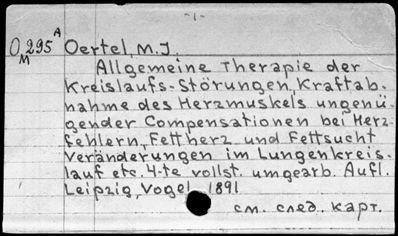 -1-
O.295 A Oertel, M.J.
M
Allgemeine Therapie der
Kreislaufs-Störungen, Kraftab-
nahme des Herzmuskels ungenü-
gender Compensationen bei Herz-
fehlern, Fettherz und Fettsucht
Veränderungen im Lungenkreis-
lauf etc. 4-te vollst. umgearb. Aufl.
Leipzig, Vogel, 1891
см. след. карт.